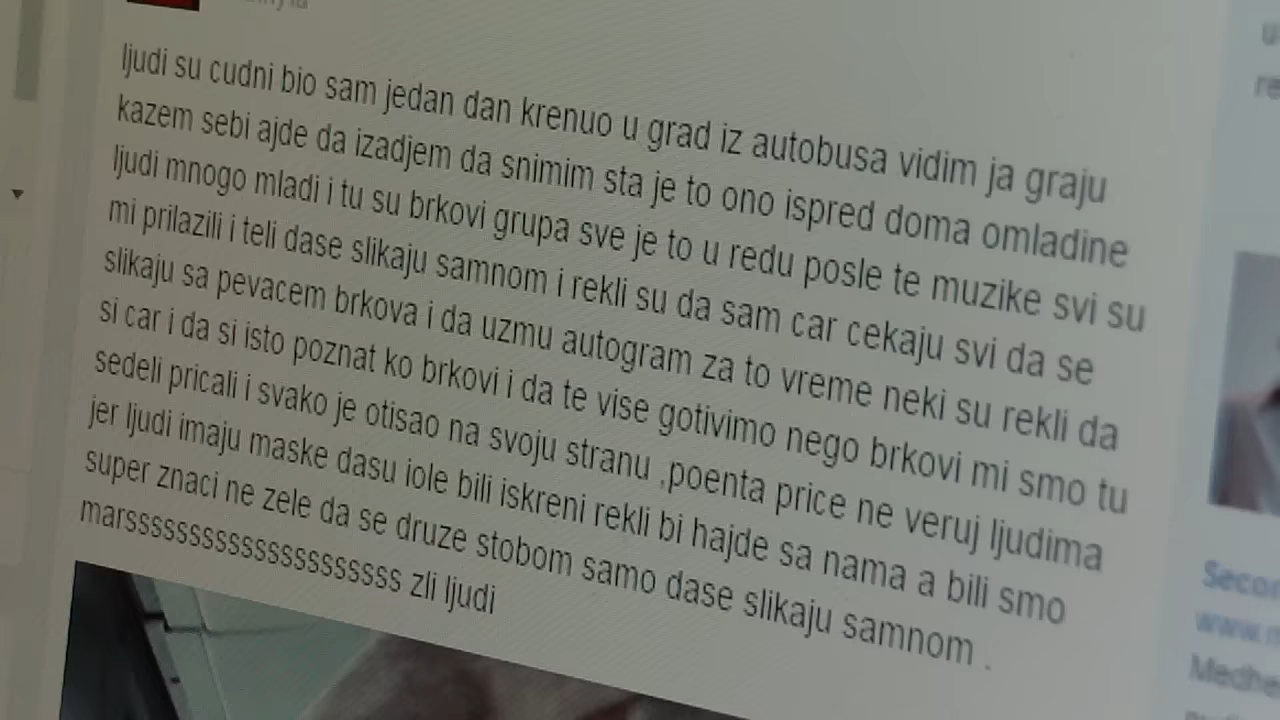 ljudi su cudni bio sam jedan dan krenuo u grad iz autobusa vidim ja graju
kazem sebi ajde da izadjem da snimim sta je to ono ispred doma omladine
ljudi mnogo mladi i tu su brkovi grupa sve je to u redu posle te muzike svi su
mi prilazili i teli dase slikaju samnom i rekli su da sam car cekaju svi da se
slikaju sa pevacem brkova i da uzmu autogram za to vreme neki su rekli da
si car i da si isto poznat ko brkovi i da te vise gotivimo nego brkovi mi smo tu
sedeli pricali i svako je otisao na svoju stranu ,poenta price ne veruj ljudima
jer ljudi imaju maske dasu iole bili iskreni rekli bi hajde sa nama a bili smo
super znaci ne zele da se druze stobom samo dase slikaju samnom .
marssssssssssssssssssssss zli ljudi